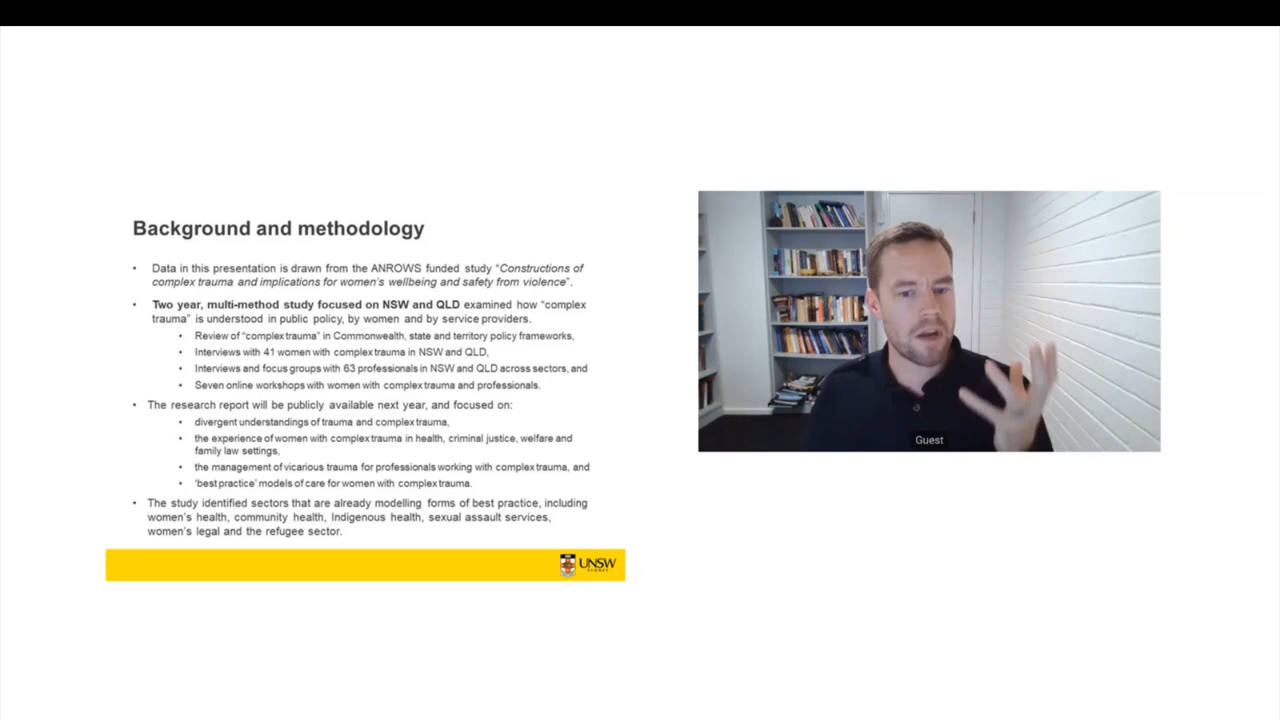 Background and methodology
• Data in this presentation is drawn from the ANROWS funded study “Constructions of
complex trauma and implications for women’s wellbeing and safety from violence”.
• Two year, multi-method study focused on NSW and QLD examined how “complex
trauma” is understood in public policy, by women and by service providers.
• Review of “complex trauma” in Commonwealth, state and territory policy frameworks,
• Interviews with 41 women with complex trauma in NSW and QLD,
• Interviews and focus groups with 63 professionals in NSW and QLD across sectors, and
• Seven online workshops with women with complex trauma and professionals.
• The research report will be publicly available next year, and focused on:
• divergent understandings of trauma and complex trauma,
• the experience of women with complex trauma in health, criminal justice, welfare and
family law settings,
• the management of vicarious trauma for professionals working with complex trauma, and
• ‘best practice’ models of care for women with complex trauma.
• The study identified sectors that are already modelling forms of best practice, including
women’s health, community health, Indigenous health, sexual assault services,
women’s legal and the refugee sector.
UNSW
SYDNEY
Guest